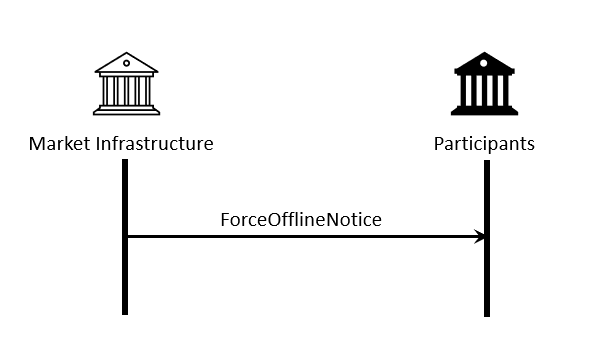 Market Infrastructure
Participants
ForceOfflineNotice